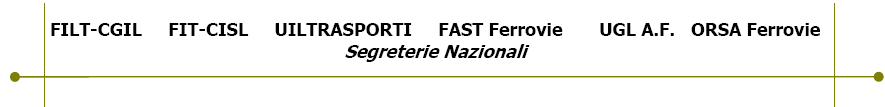 FILT-CGIL FIT-CISL UILTRASPORTI FAST Ferrovie UGL A.F. ORSA Ferrovie
Segreterie Nazionali